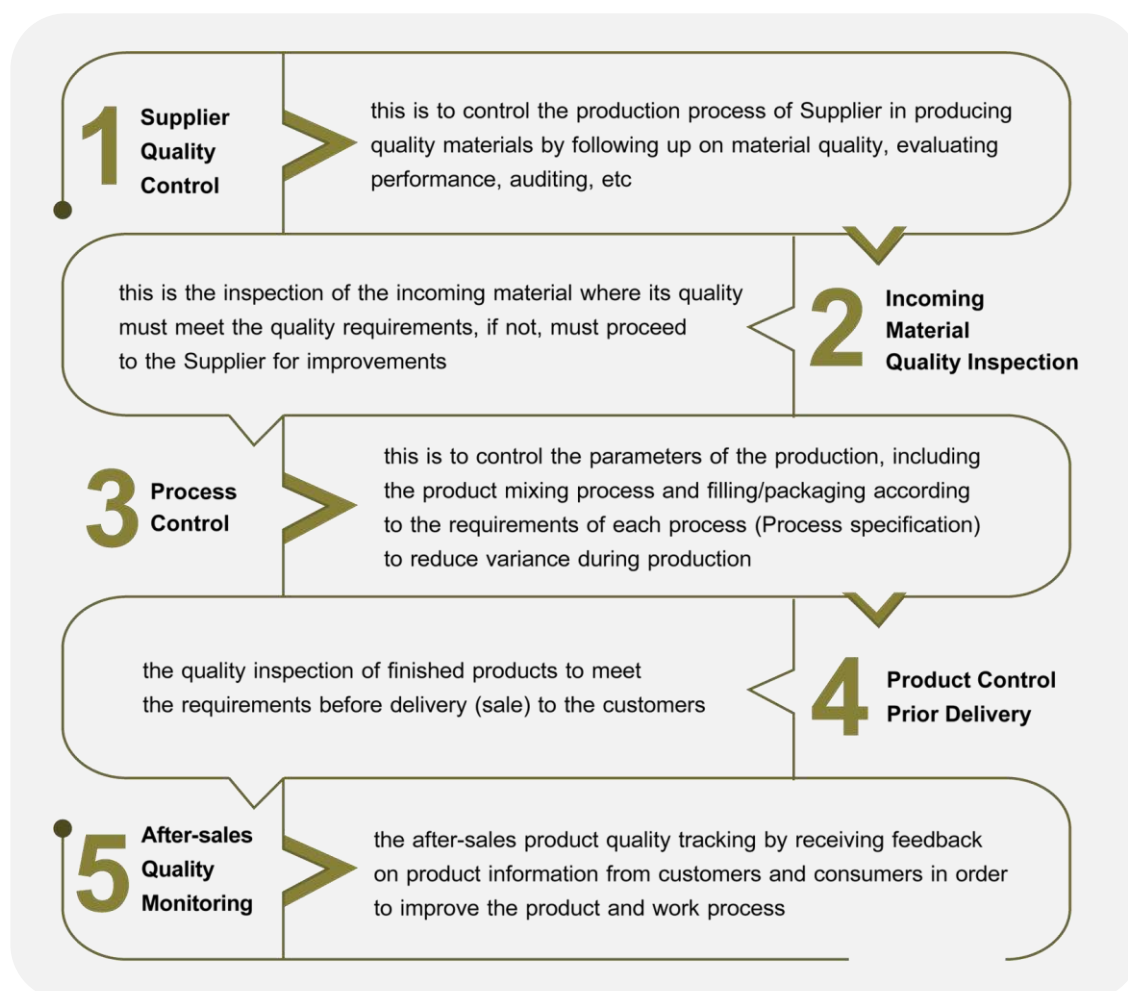 1
Supplier
Quality
Control
this is to control the production process of Supplier in producing
quality materials by following up on material quality, evaluating
performance, auditing, etc
2
Incoming
Material
Quality Inspection
this is the inspection of the incoming material where its quality
must meet the quality requirements, if not, must proceed
to the Supplier for improvements
3
Process
Control
this is to control the parameters of the production, including
the product mixing process and filling/packaging according
to the requirements of each process (Process specification)
to reduce variance during production
4
Product Control
Prior Delivery
the quality inspection of finished products to meet
the requirements before delivery (sale) to the customers
5
After-sales
Quality
Monitoring
the after-sales product quality tracking by receiving feedback
on product information from customers and consumers in order
to improve the product and work process